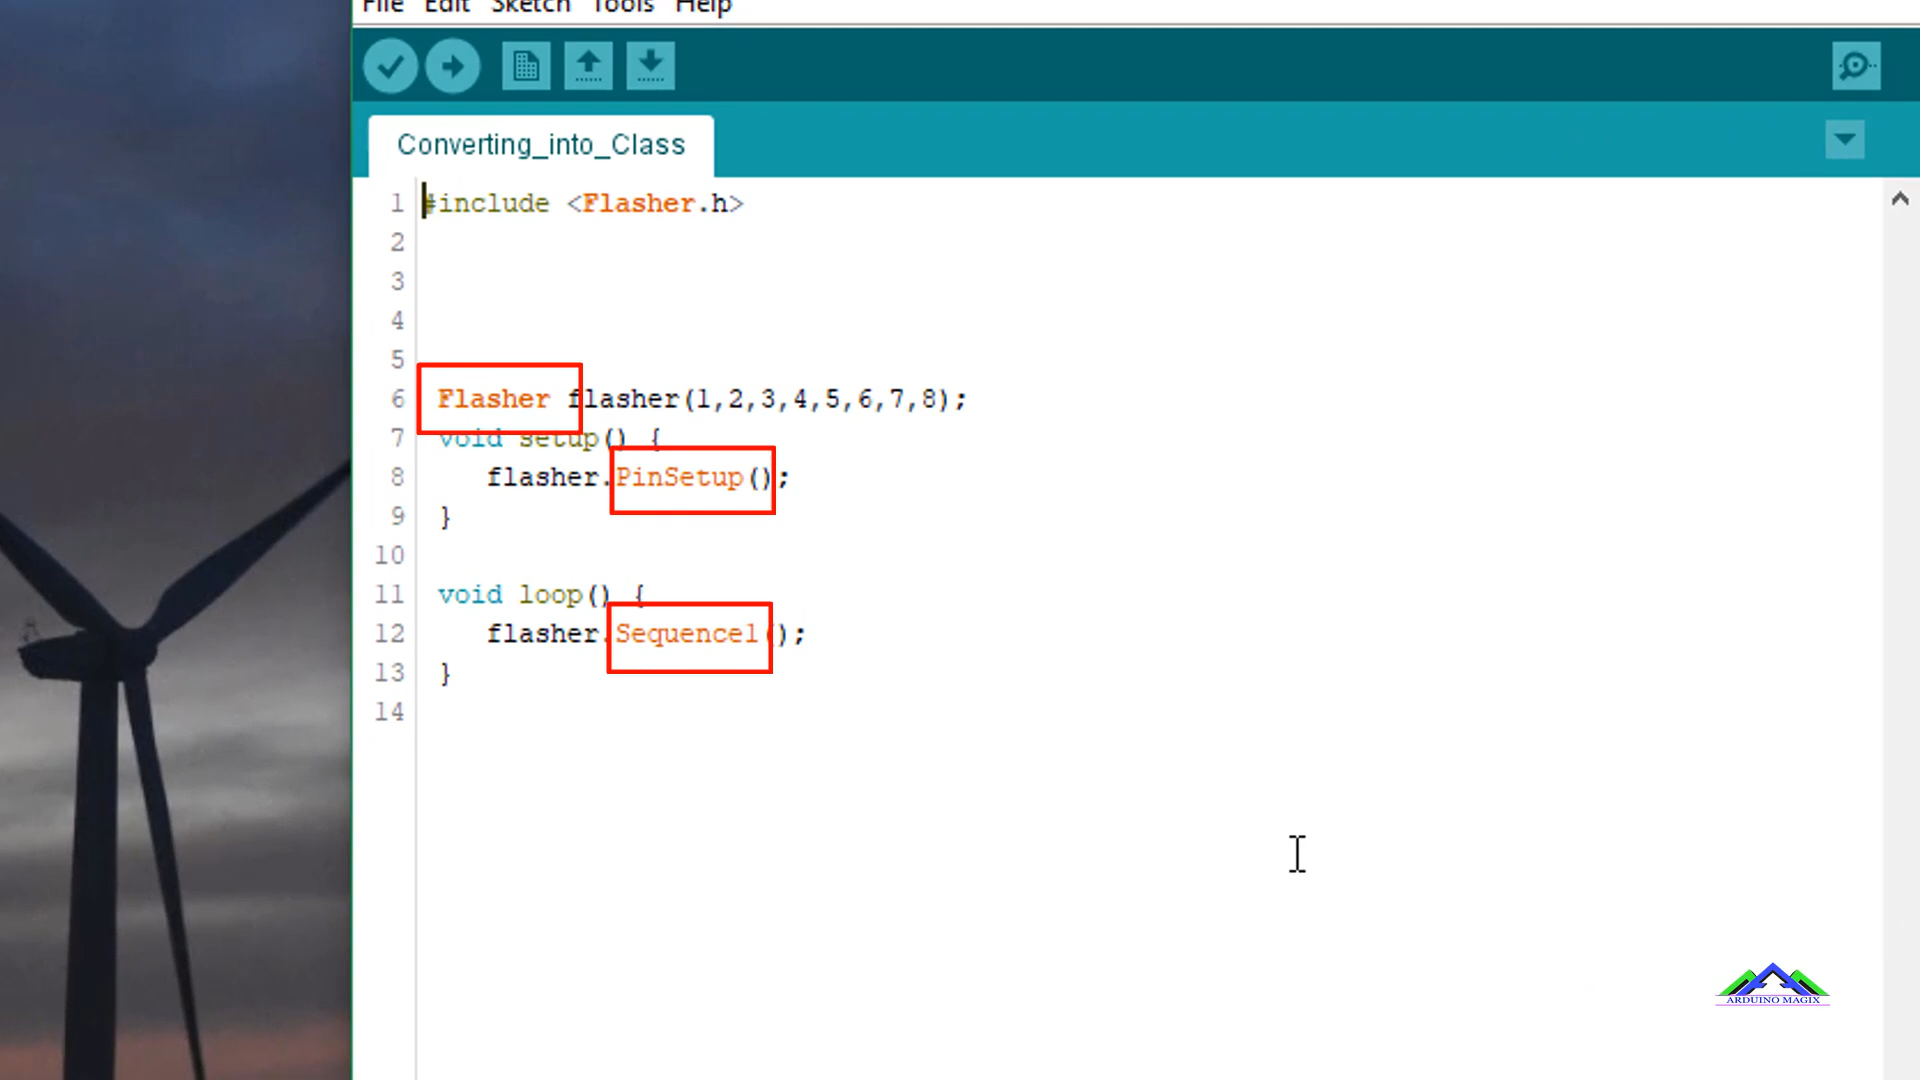 File Edit Sketch Tools Help
Converting_into_Class
1 #include <Flasher.h>
2
3
4
5
6 Flasher flasher(1,2,3,4,5,6,7,8);
7 void setup() {
8 flasher.PinSetup();
9 }
10
11 void loop() {
12 flasher.Sequence1();
13 }
14
ARDUINO MAGIX